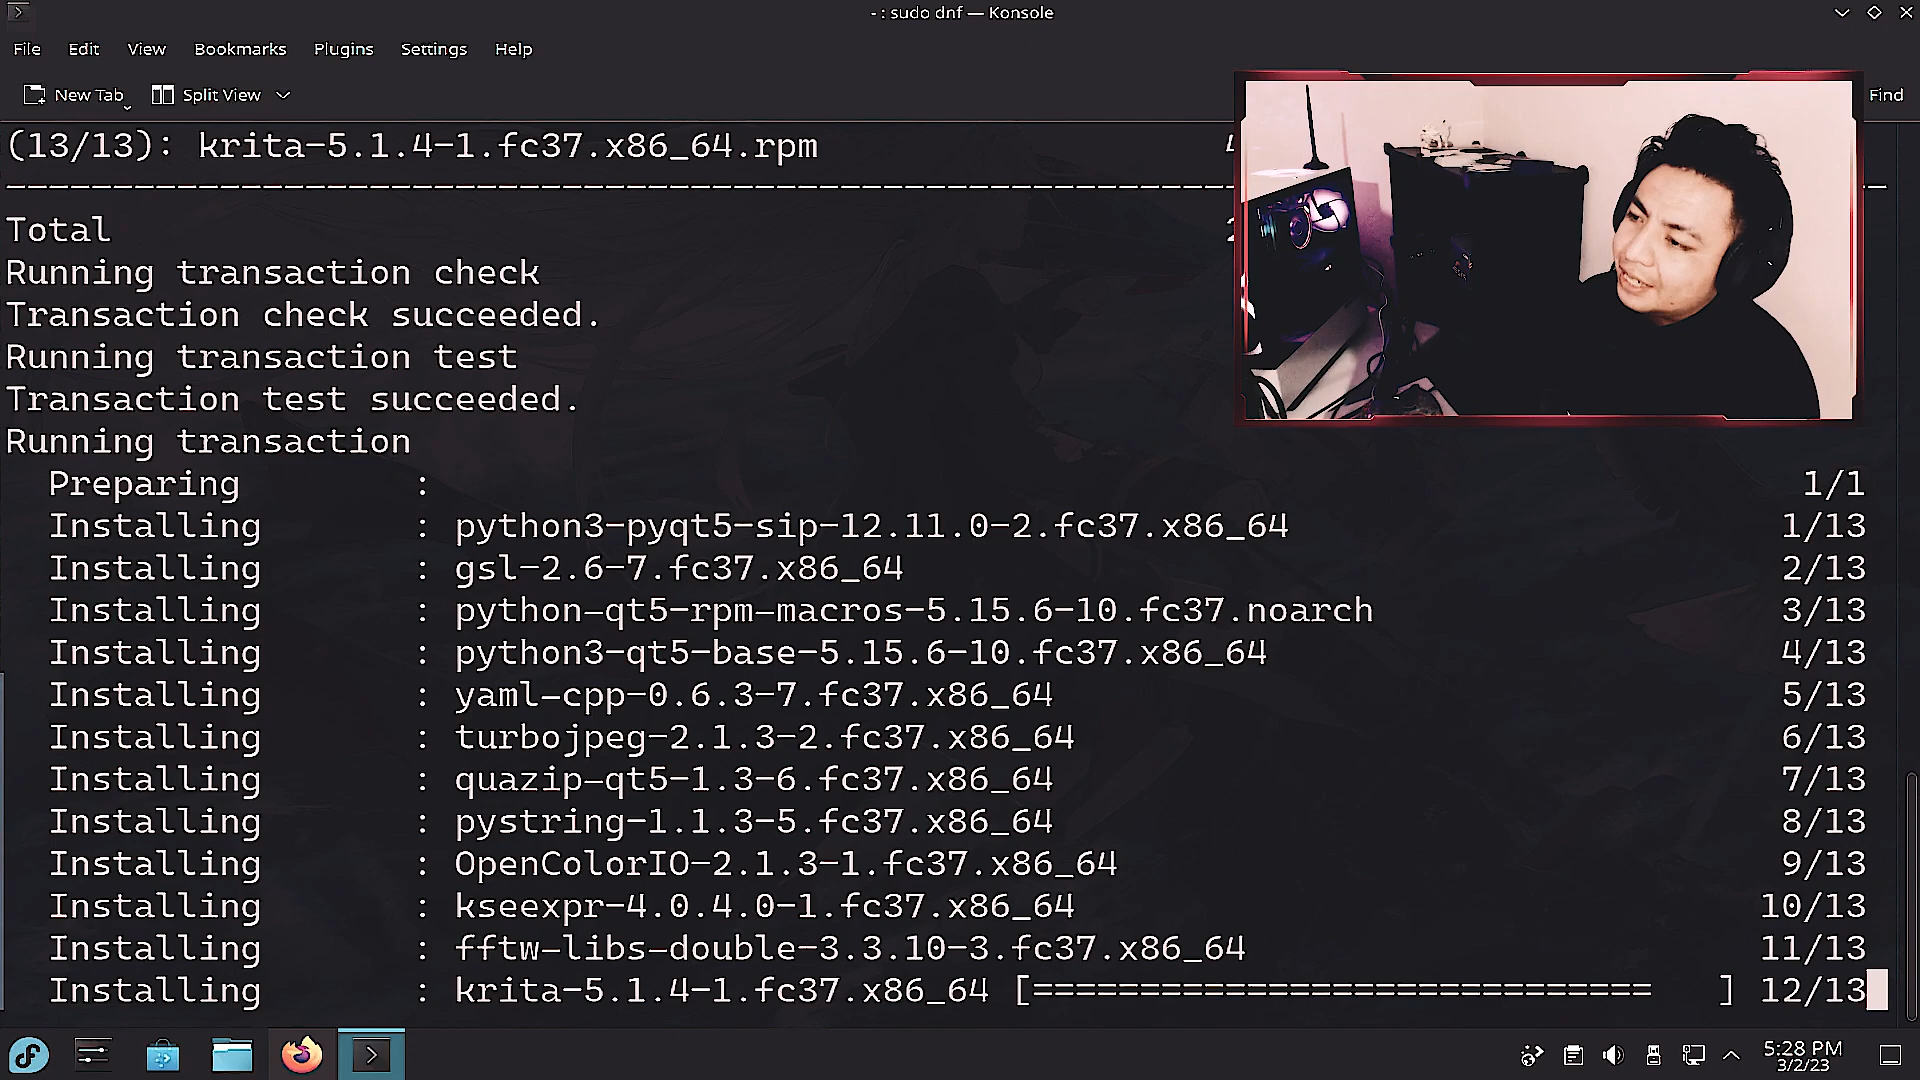 - : sudo dnf — Konsole
File Edit View Bookmarks Plugins Settings Help
New Tab Split View Find
(13/13): krita-5.1.4-1.fc37.x86_64.rpm
Total
Running transaction check
Transaction check succeeded.
Running transaction test
Transaction test succeeded.
Running transaction
Preparing : 1/1
Installing : python3-pyqt5-sip-12.11.0-2.fc37.x86_64 1/13
Installing : gsl-2.6-7.fc37.x86_64 2/13
Installing : python-qt5-rpm-macros-5.15.6-10.fc37.noarch 3/13
Installing : python3-qt5-base-5.15.6-10.fc37.x86_64 4/13
Installing : yaml-cpp-0.6.3-7.fc37.x86_64 5/13
Installing : turbojpeg-2.1.3-2.fc37.x86_64 6/13
Installing : quazip-qt5-1.3-6.fc37.x86_64 7/13
Installing : pystring-1.1.3-5.fc37.x86_64 8/13
Installing : OpenColorIO-2.1.3-1.fc37.x86_64 9/13
Installing : kseexpr-4.0.4.0-1.fc37.x86_64 10/13
Installing : fftw-libs-double-3.3.10-3.fc37.x86_64 11/13
Installing : krita-5.1.4-1.fc37.x86_64 [============================= ] 12/13
5:28 PM
3/2/23